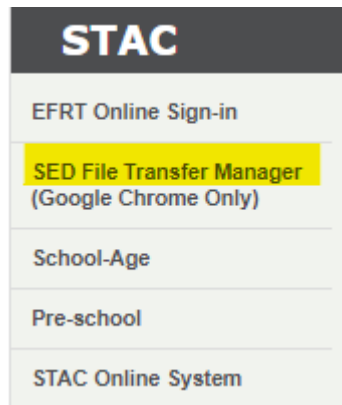 STAC
EFRT Online Sign-in
SED File Transfer Manager
(Google Chrome Only)
School-Age
Pre-school
STAC Online System